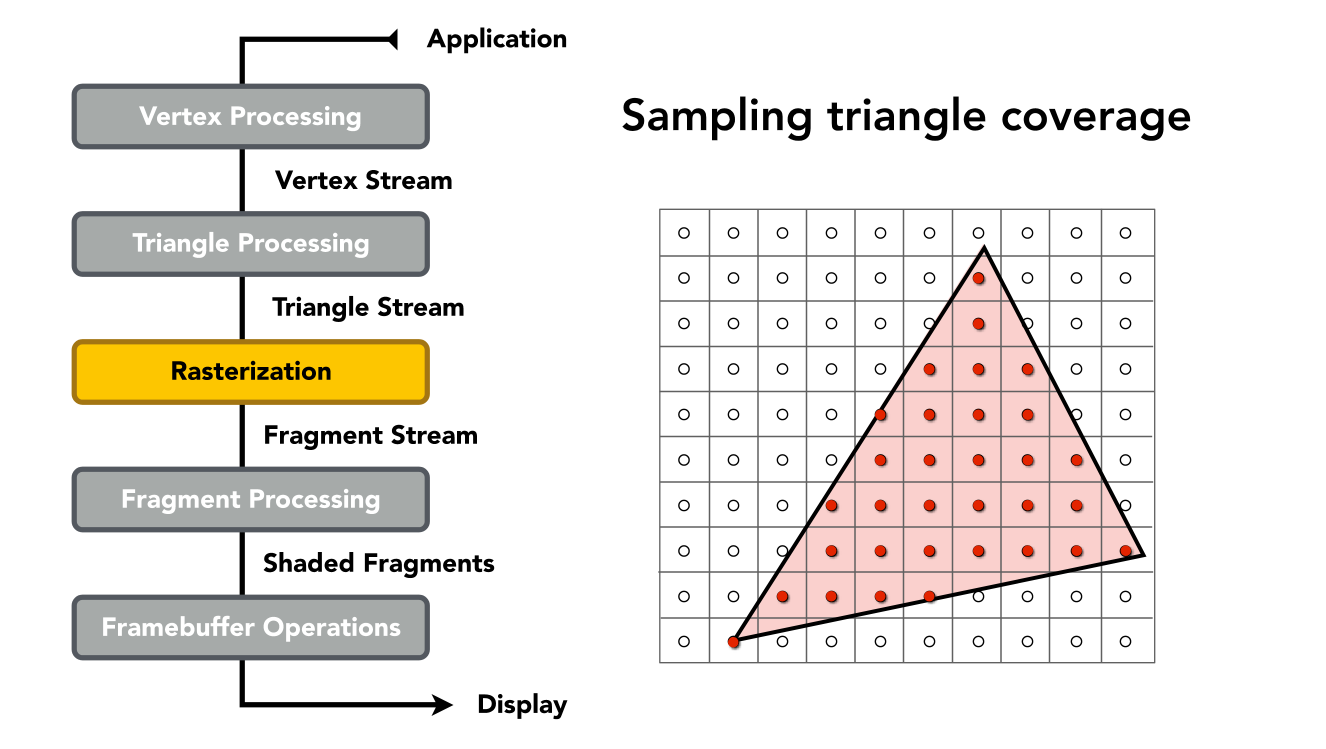 Application
Vertex Processing
Vertex Stream
Triangle Processing
Triangle Stream
Rasterization
Fragment Stream
Fragment Processing
Shaded Fragments
Framebuffer Operations
Display
Sampling triangle coverage